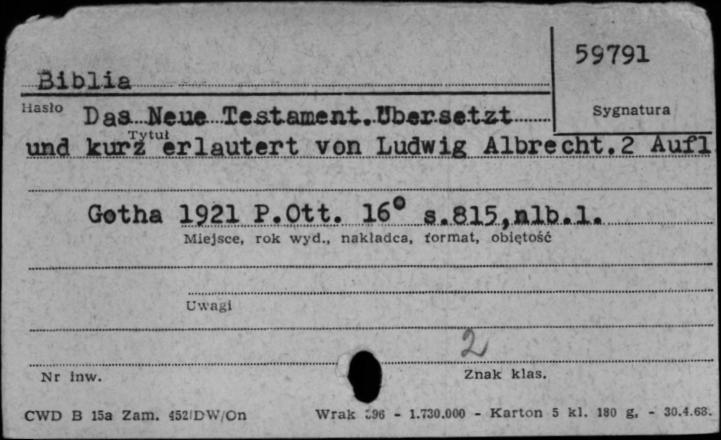 59791
Biblia
Hasło
Das Neue Testament.Ubersetzt
Sygnatura
Tytuł
und kurz erlautert von Ludwig Albrecht.2 Aufl
Gotha 1921 P.Ott. 16° s.815,nlb.1.
Miejsce, rok wyd., nakładca, format, objętość
Uwagi
2
Nr inw.
Znak klas.
CWD B 15a Zam. 452/DW/On Wrak 96 - 1.730.000 - Karton 5 kl. 180 g. - 30.4.68.